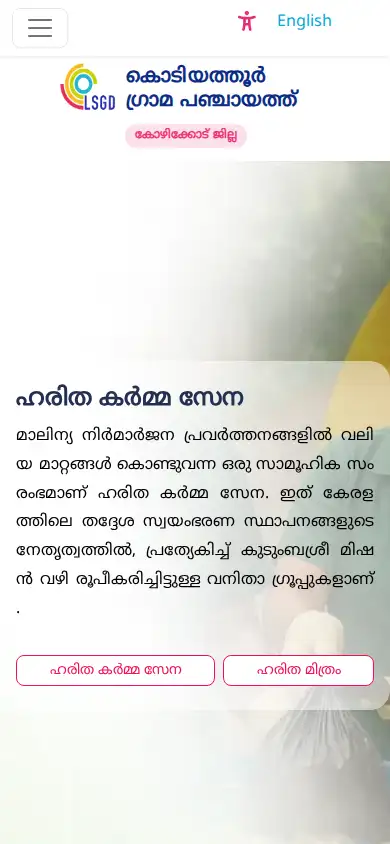 English
LSGD
കൊടിയത്തൂർ
ഗ്രാമ പഞ്ചായത്ത്
കോഴിക്കോട് ജില്ല
ഹരിത കർമ്മ സേന
മാലിന്യ നിർമാർജന പ്രവർത്തനങ്ങളിൽ വലി
യ മാറ്റങ്ങൾ കൊണ്ടുവന്ന ഒരു സാമൂഹിക സം
രംഭമാണ് ഹരിത കർമ്മ സേന. ഇത് കേരള
ത്തിലെ തദ്ദേശ സ്വയംഭരണ സ്ഥാപനങ്ങളുടെ
നേതൃത്വത്തിൽ, പ്രത്യേകിച്ച് കുടുംബശ്രീ മിഷ
ൻ വഴി രൂപീകരിച്ചിട്ടുള്ള വനിതാ ഗ്രൂപ്പുകളാണ്
.
ഹരിത കർമ്മ സേന
ഹരിത മിത്രം